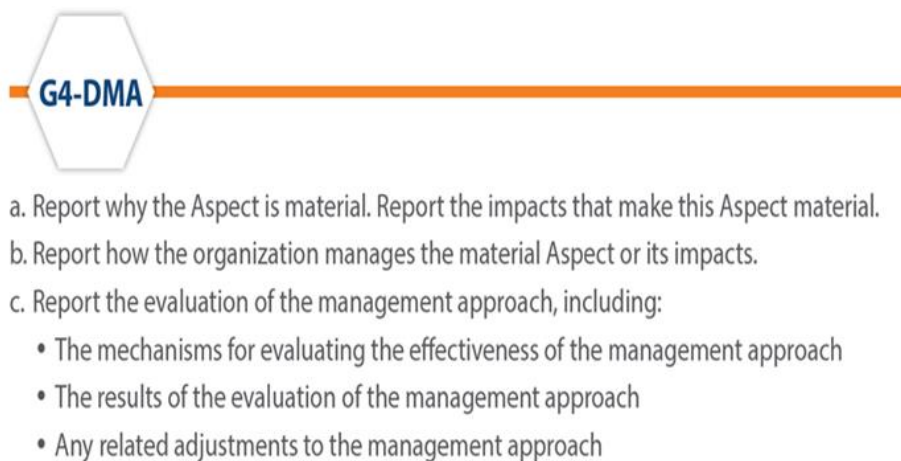 G4-DMA
a. Report why the Aspect is material. Report the impacts that make this Aspect material.
b. Report how the organization manages the material Aspect or its impacts.
c. Report the evaluation of the management approach, including:
• The mechanisms for evaluating the effectiveness of the management approach
• The results of the evaluation of the management approach
• Any related adjustments to the management approach